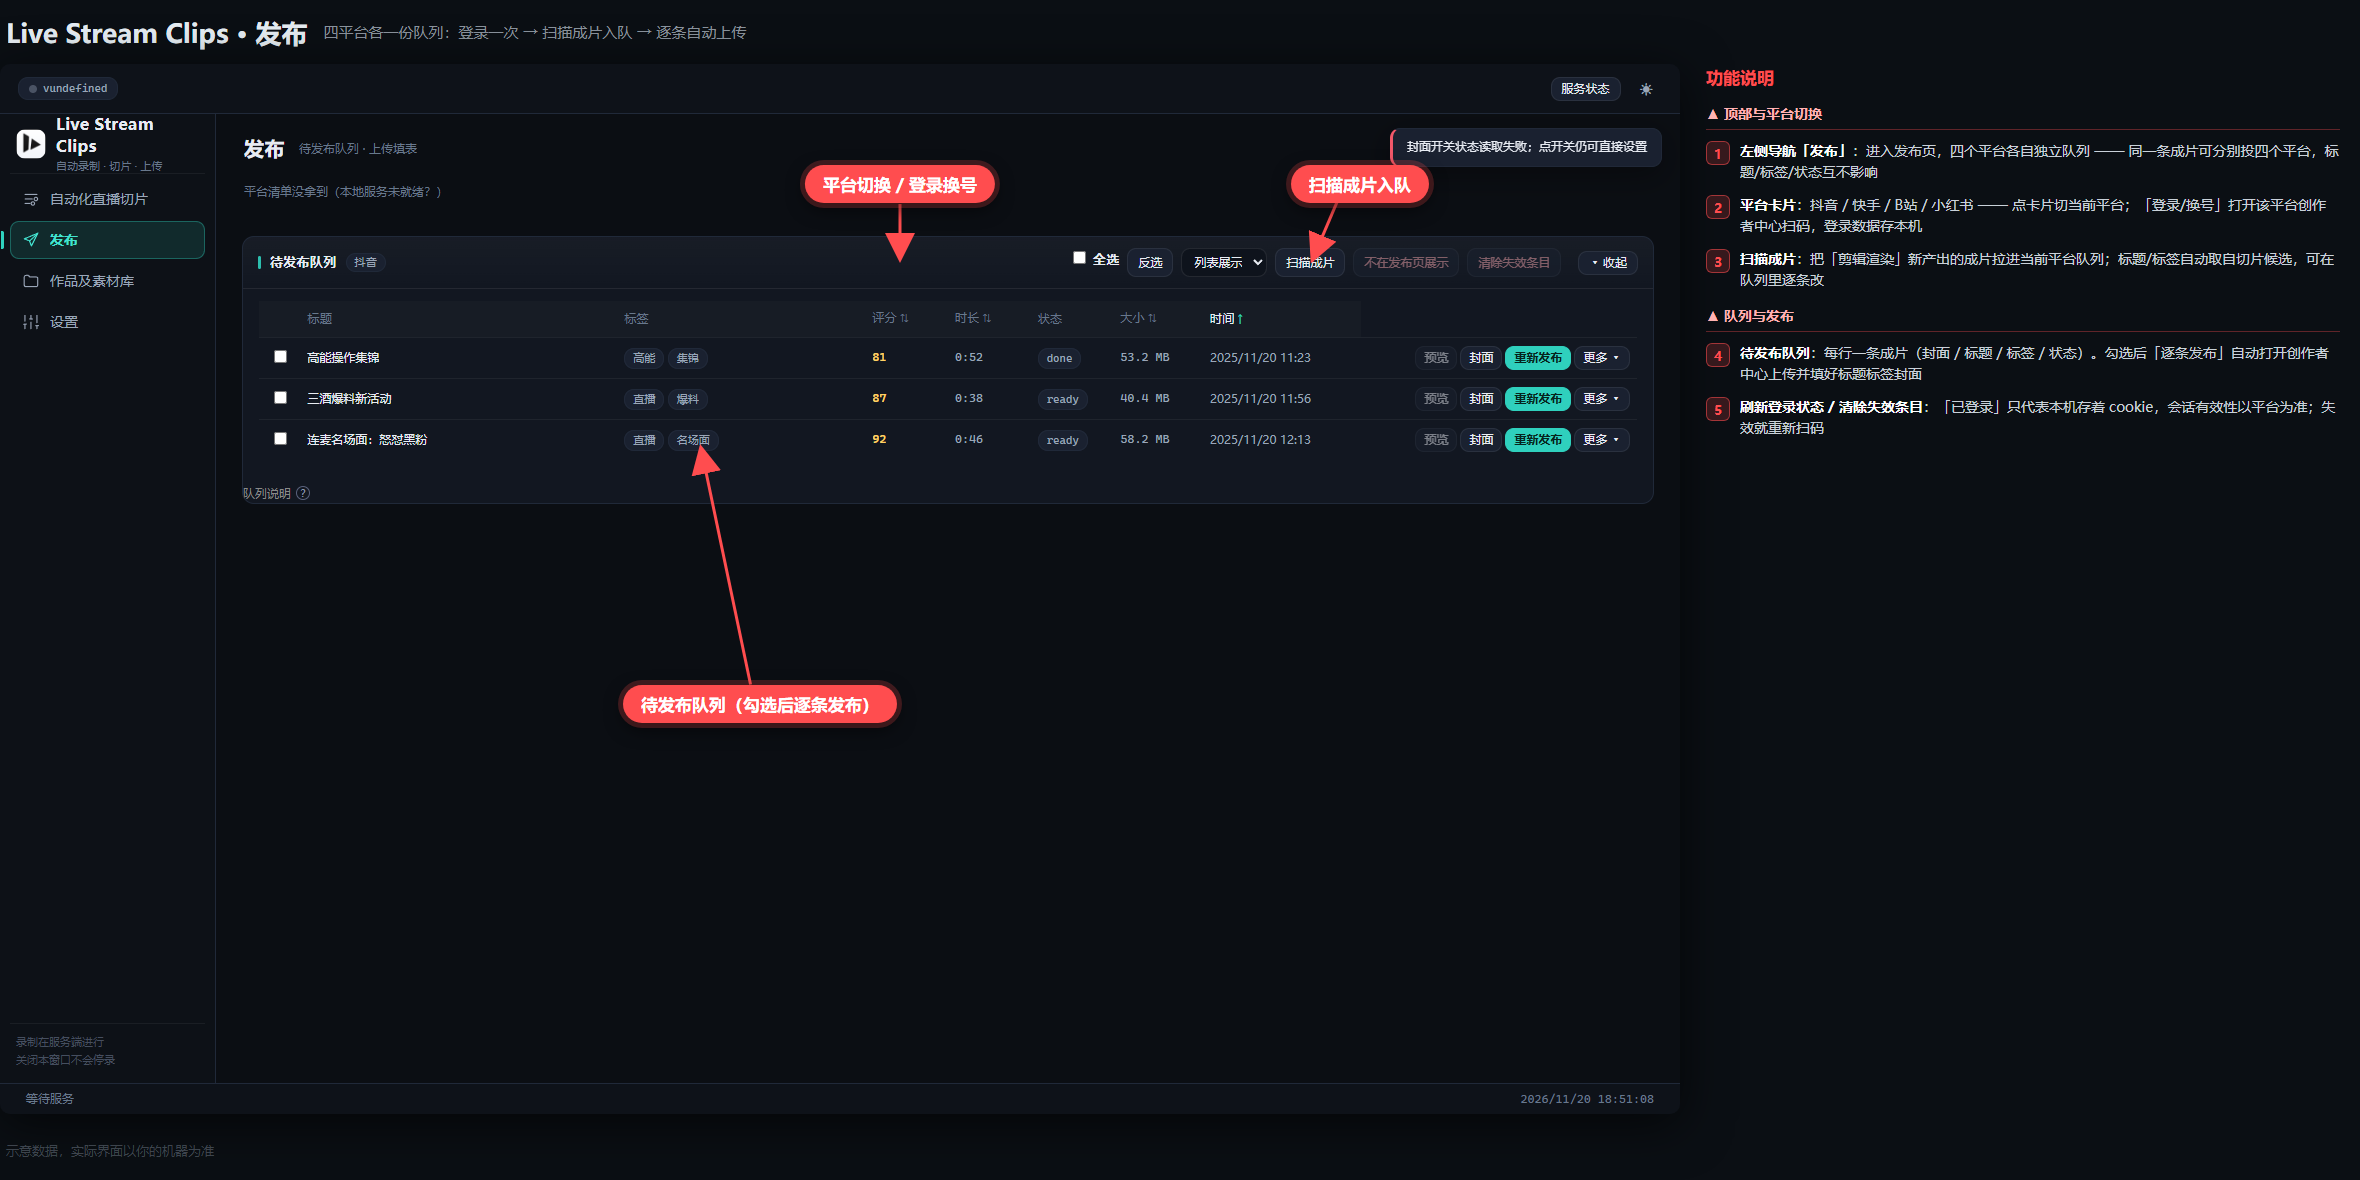 Live Stream Clips • 发布
四平台各一份队列：登录一次 → 扫描成片入队 → 逐条自动上传
vundefined
服务状态
Live Stream
Clips
自动录制 · 切片 · 上传
自动化直播切片
发布
作品及素材库
设置
录制在服务端进行
关闭本窗口不会停录
发布
待发布队列 · 上传填表
封面开关状态读取失败；点开关仍可直接设置
平台清单没拿到（本地服务未就绪？）
平台切换 / 登录换号
扫描成片入队
待发布队列
抖音
全选
反选
列表展示
扫描成片
不在发布页展示
清除失效条目
▾ 收起
标题 标签 评分 ⇅ 时长 ⇅ 状态 大小 ⇅ 时间 ↑
高能操作集锦 高能 集锦 81 0:52 done 53.2 MB 2025/11/20 11:23 预览 封面 重新发布 更多 ▾
三酒爆料新活动 直播 爆料 87 0:38 ready 40.4 MB 2025/11/20 11:56 预览 封面 重新发布 更多 ▾
连麦名场面：怒怼黑粉 直播 名场面 92 0:46 ready 58.2 MB 2025/11/20 12:13 预览 封面 重新发布 更多 ▾
队列说明 ?
待发布队列（勾选后逐条发布）
等待服务
2026/11/20 18:51:08
示意数据，实际界面以你的机器为准
功能说明
▲ 顶部与平台切换
1 左侧导航「发布」：进入发布页，四个平台各自独立队列 —— 同一条成片可分别投四个平台，标
题/标签/状态互不影响
2 平台卡片：抖音 / 快手 / B站 / 小红书 —— 点卡片切当前平台；「登录/换号」打开该平台创作
者中心扫码，登录数据存本机
3 扫描成片：把「剪辑渲染」新产出的成片拉进当前平台队列；标题/标签自动取自切片候选，可在
队列里逐条改
▲ 队列与发布
4 待发布队列：每行一条成片（封面 / 标题 / 标签 / 状态）。勾选后「逐条发布」自动打开创作者
中心上传并填好标题标签封面
5 刷新登录状态 / 清除失效条目：「已登录」只代表本机存着 cookie，会话有效性以平台为准；失
效就重新扫码